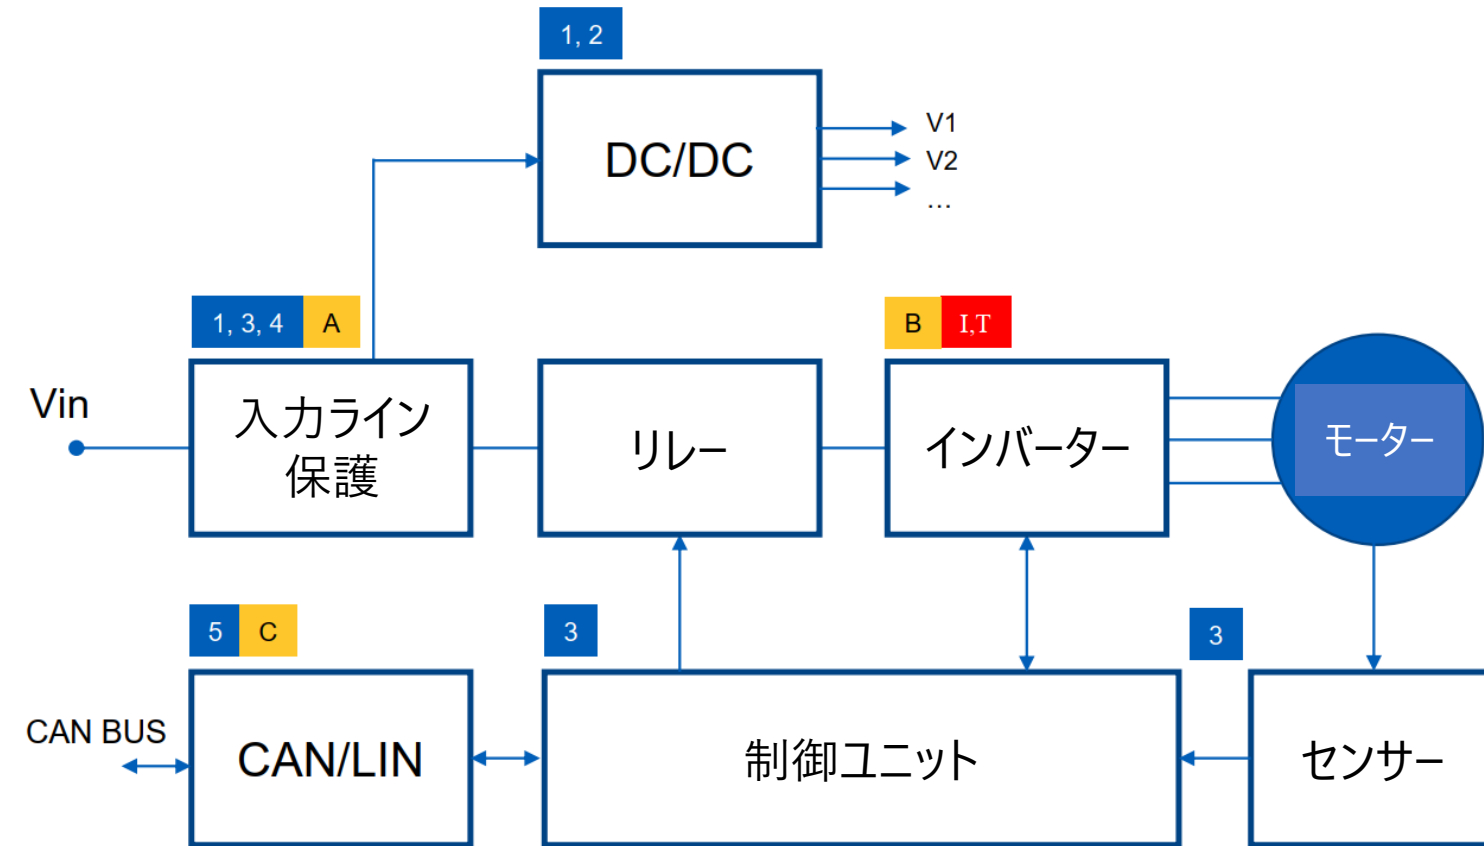 1, 2
DC/DC
V1
V2
...
1, 3, 4
A
B
I,T
Vin
入力ライン
保護
リレー
インバーター
モーター
5
C
3
3
CAN BUS
CAN/LIN
制御ユニット
センサー